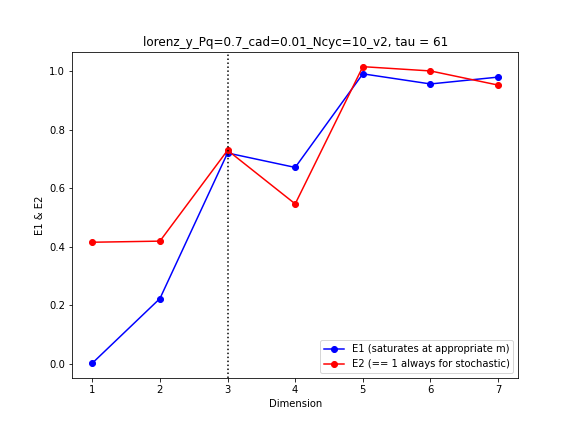 lorenz_y_Pq=0.7_cad=0.01_Ncyc=10_v2, tau = 61
1.0
0.8
0.6
0.4
0.2
0.0
E1 & E2
E1 (saturates at appropriate m)
E2 (== 1 always for stochastic)
1 2 3 4 5 6 7
Dimension